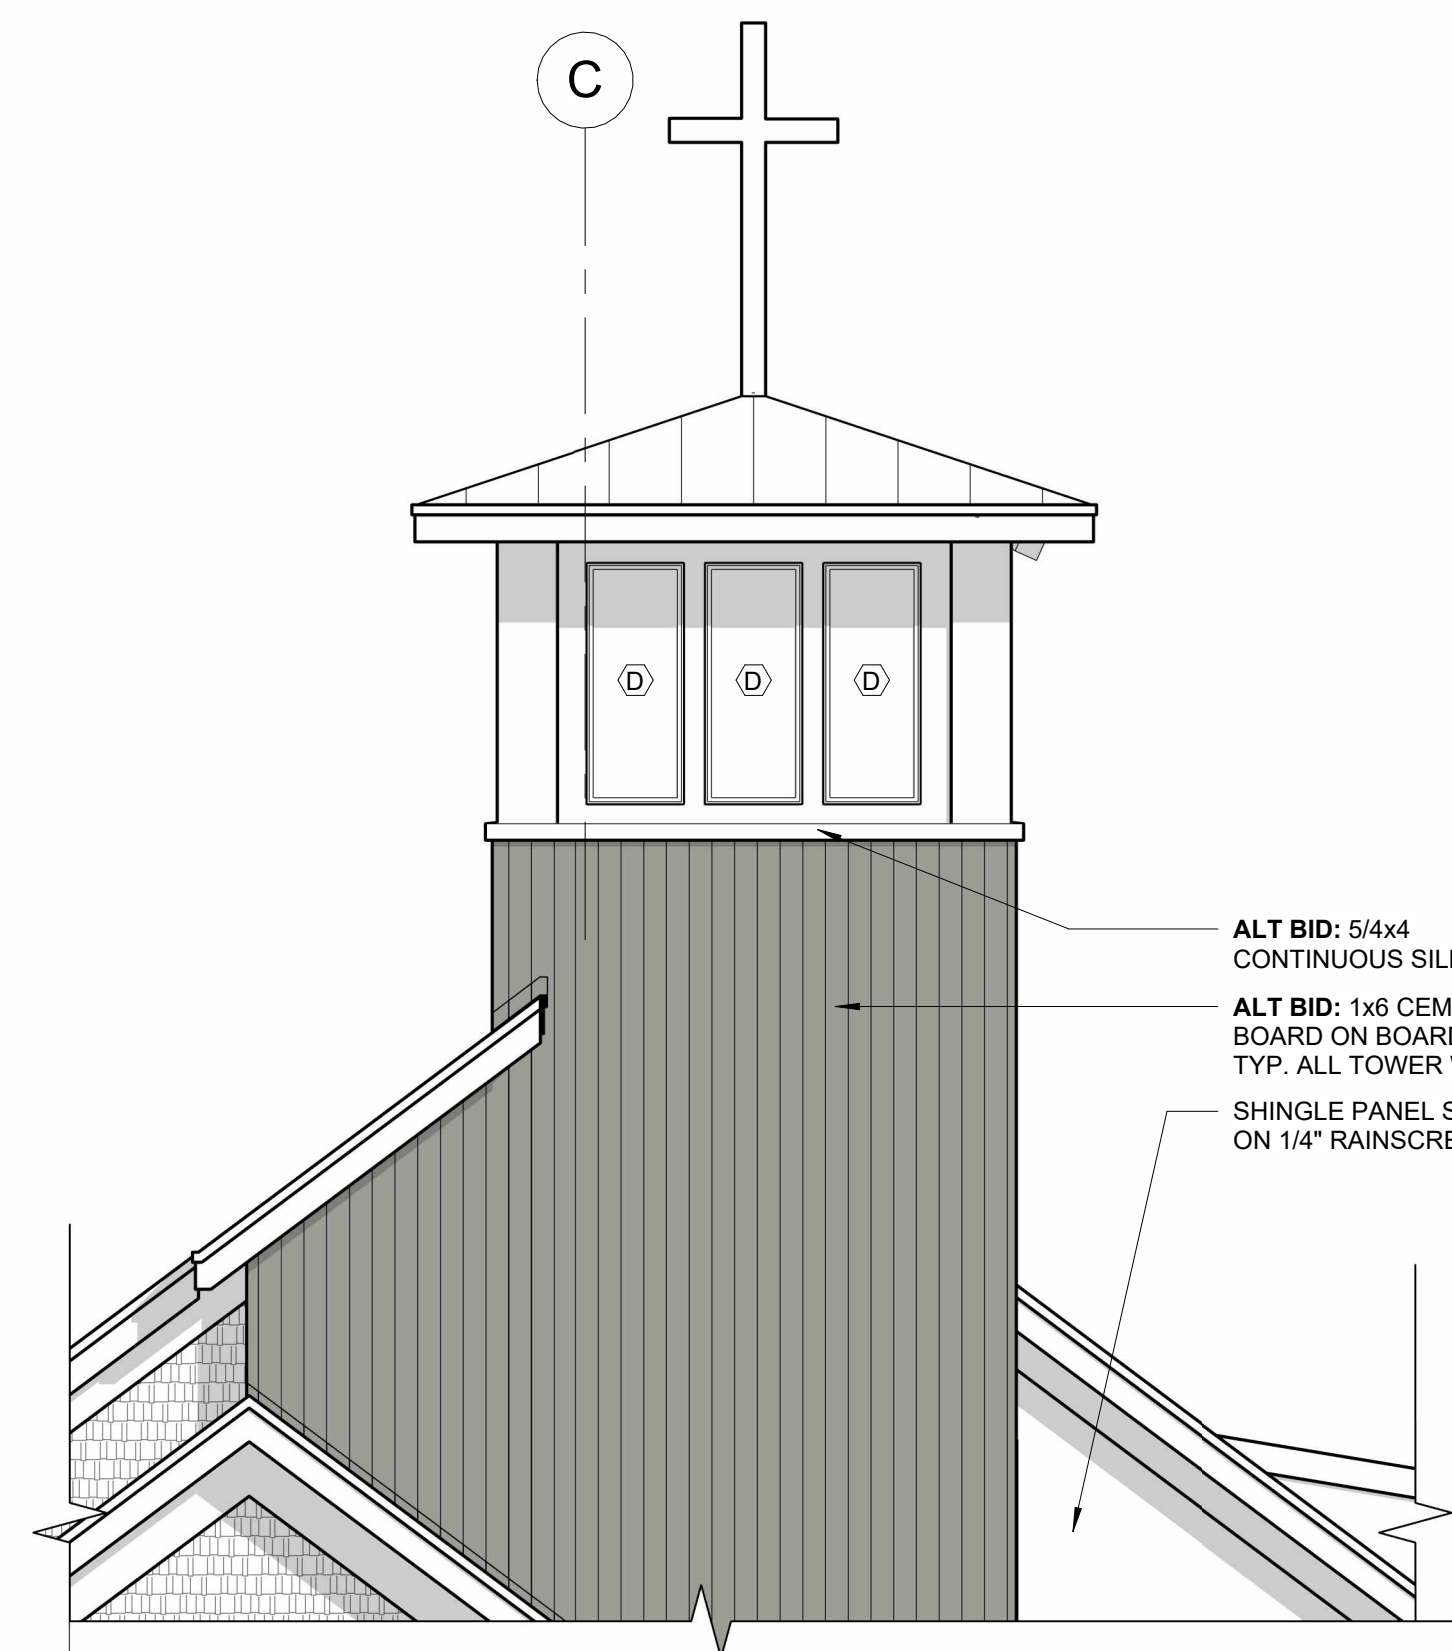 C
D D D
ALT BID: 5/4x4
CONTINUOUS SIL
ALT BID: 1x6 CEM
BOARD ON BOARD
TYP. ALL TOWER
SHINGLE PANEL S
ON 1/4" RAINSCRE